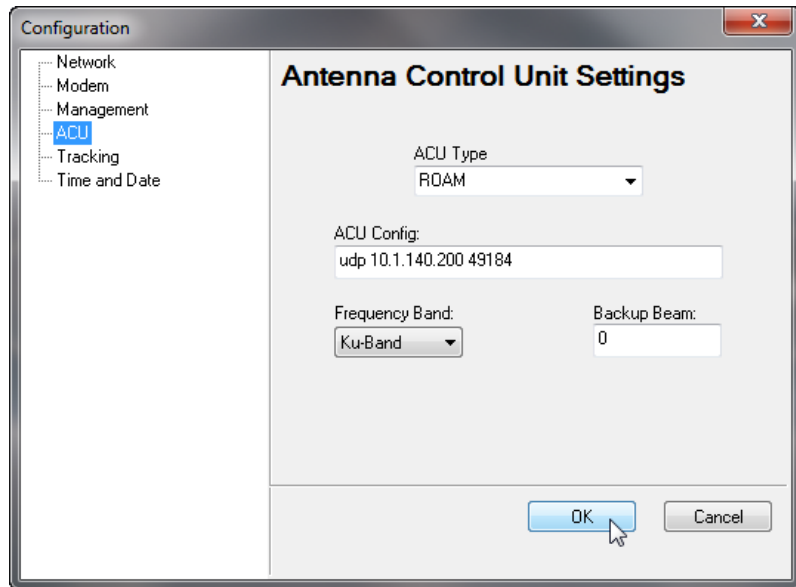 Configuration
Network
Modem
Management
ACU
Tracking
Time and Date
Antenna Control Unit Settings
ACU Type
ROAM
ACU Config:
udp 10.1.140.200 49184
Frequency Band:
Backup Beam:
Ku-Band
0
OK
Cancel